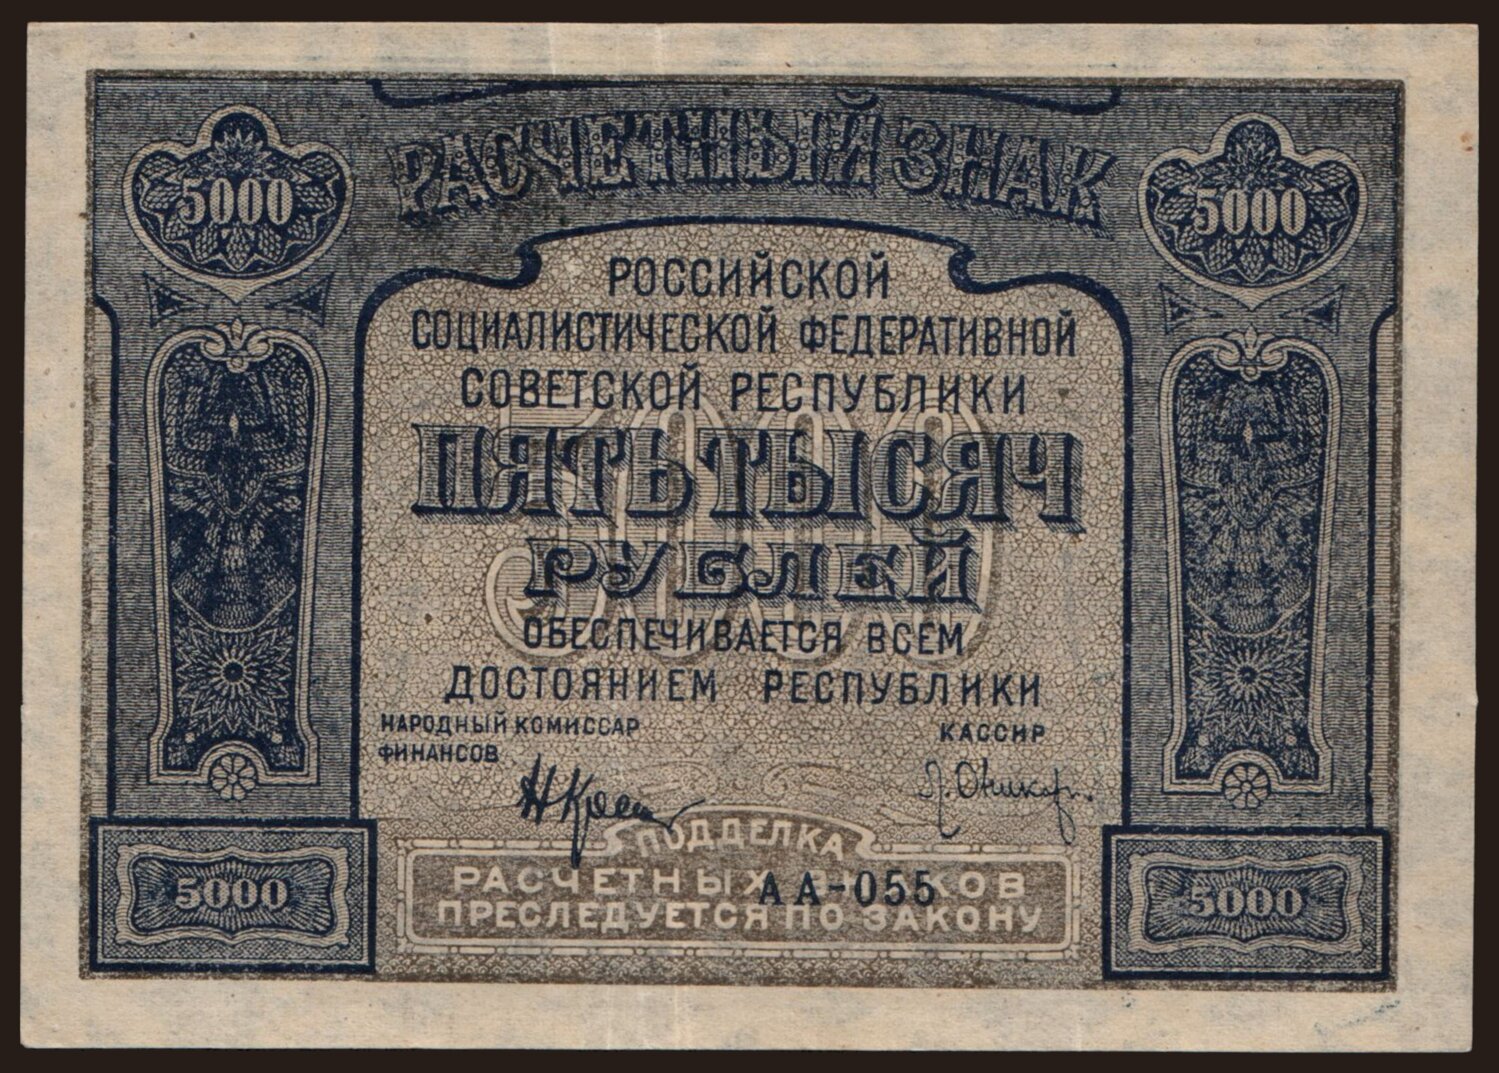 РАСЧЕТНЫЙ ЗНАК
5000
5000
РОССИЙСКОЙ
СОЦИАЛИСТИЧЕСКОЙ ФЕДЕРАТИВНОЙ
СОВЕТСКОЙ РЕСПУБЛИКИ
5000
ПЯТЬ ТЫСЯЧ
РУБЛЕЙ
ОБЕСПЕЧИВАЕТСЯ ВСЕМ
ДОСТОЯНИЕМ РЕСПУБЛИКИ
НАРОДНЫЙ КОМИССАР
ФИНАНСОВ
КАССИР
ПОДДЕЛКА
РАСЧЕТНЫХ ЗНАКОВ
ПРЕСЛЕДУЕТСЯ ПО ЗАКОНУ
АА-055
5000
5000